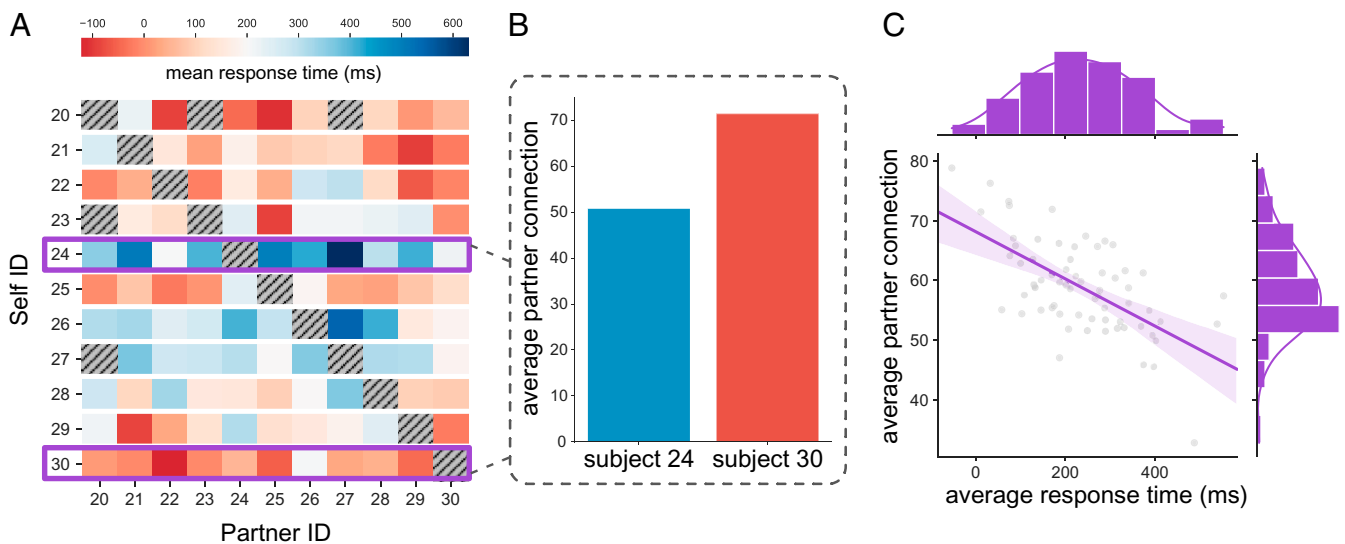 A
−100 0 100 200 300 400 500 600
mean response time (ms)
Self ID
20
21
22
23
24
25
26
27
28
29
30
20 21 22 23 24 25 26 27 28 29 30
Partner ID
B
average partner connection
70
60
50
40
30
20
10
0
subject 24 subject 30
C
average partner connection
80
70
60
50
40
0 200 400
average response time (ms)